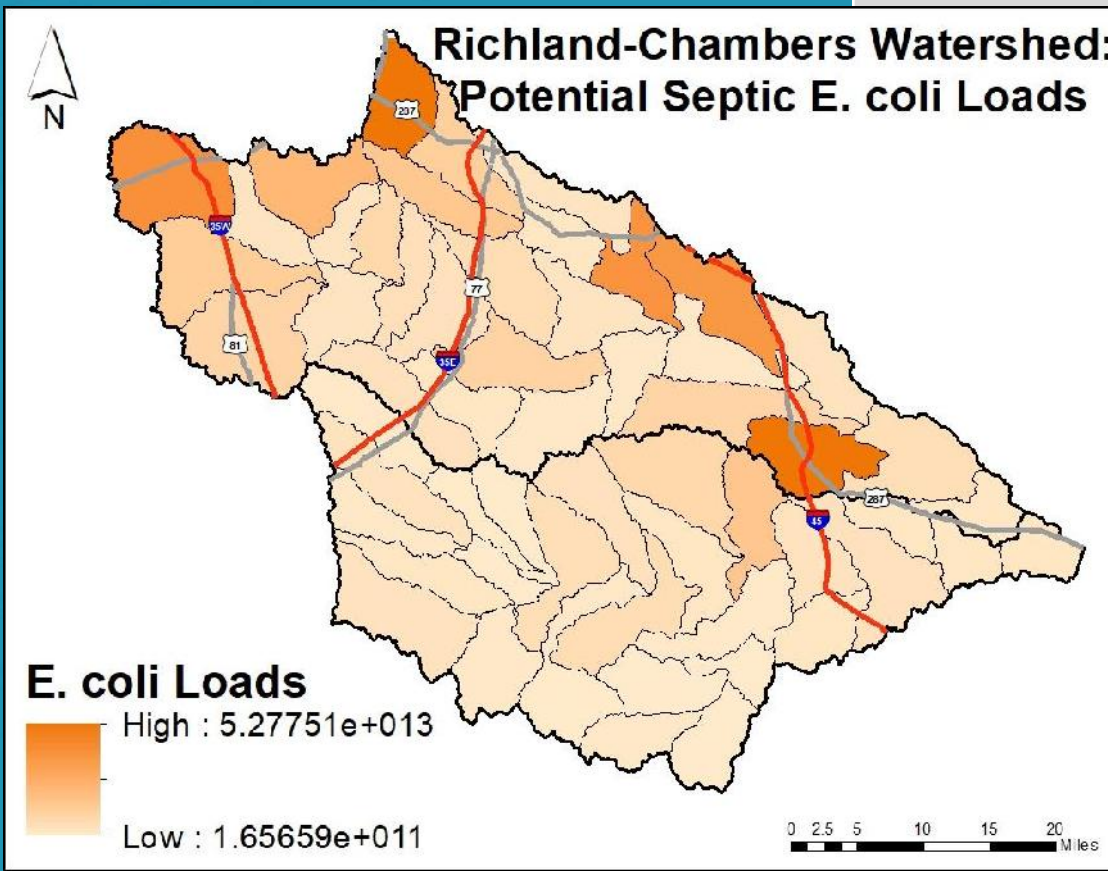 Richland-Chambers Watershed:
Potential Septic E. coli Loads
N
287
35W
77
81
35E
287
45
E. coli Loads
High : 5.27751e+013
Low : 1.65659e+011
0 2.5 5 10 15 20
Miles